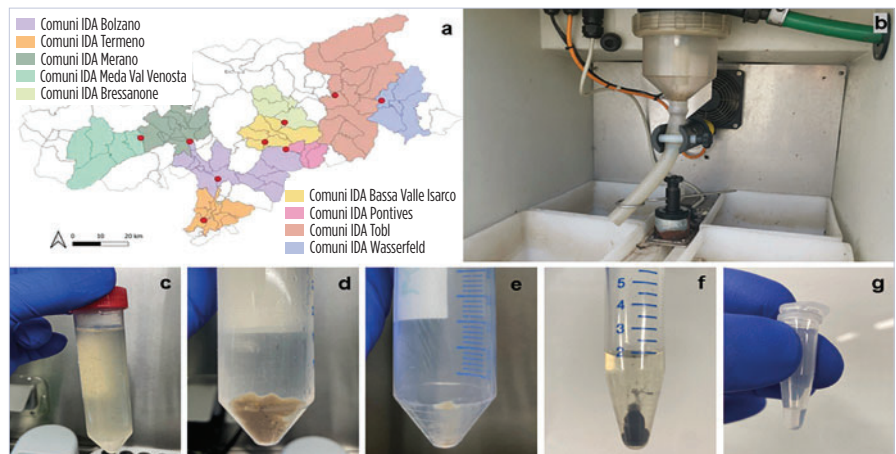 Comuni IDA Bolzano
Comuni IDA Termeno
Comuni IDA Merano
Comuni IDA Meda Val Venosta
Comuni IDA Bressanone
a
Comuni IDA Bassa Valle Isarco
Comuni IDA Pontives
Comuni IDA Tobl
Comuni IDA Wasserfeld
0 10 20 km
b
c
d
e
f
5
4
3
2
g